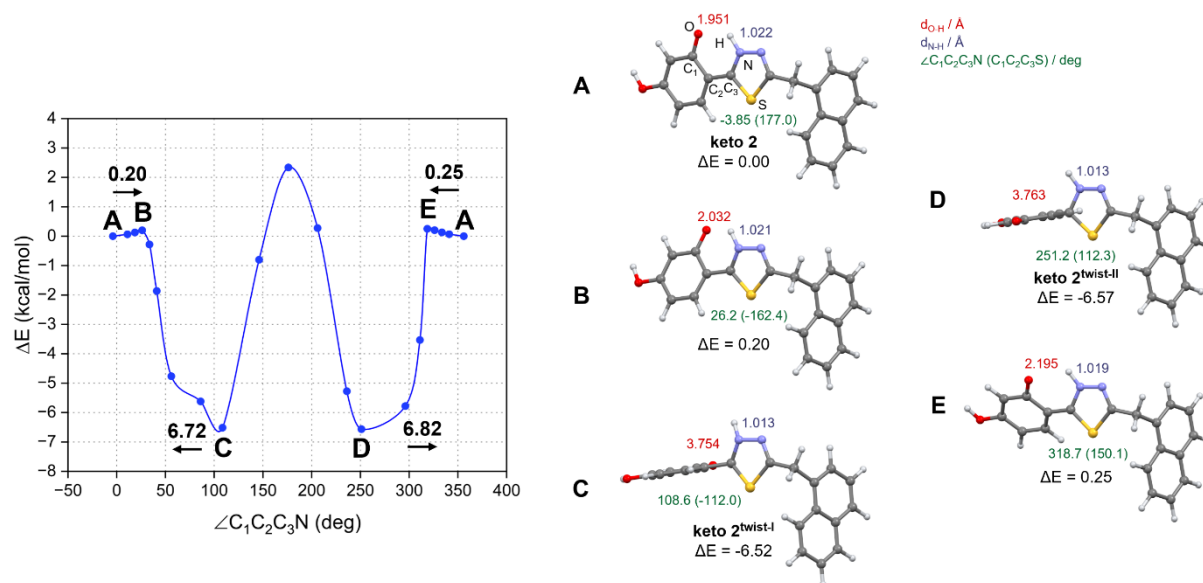 ΔE (kcal/mol)
4
3
2
1
0
−1
−2
−3
−4
−5
−6
−7
−8
−50 0 50 100 150 200 250 300 350 400
∠C1C2C3N (deg)
0.20
A
B
6.72
C
D
6.82
0.25
E
A
A
O
1.951
H
1.022
C1
N
C2
C3
S
-3.85 (177.0)
keto 2
ΔE = 0.00
B
2.032
1.021
26.2 (-162.4)
ΔE = 0.20
C
3.754
1.013
108.6 (-112.0)
keto 2twist-I
ΔE = -6.52
dO-H / Å
dN-H / Å
∠C1C2C3N (C1C2C3S) / deg
D
3.763
1.013
251.2 (112.3)
keto 2twist-II
ΔE = -6.57
E
2.195
1.019
318.7 (150.1)
ΔE = 0.25